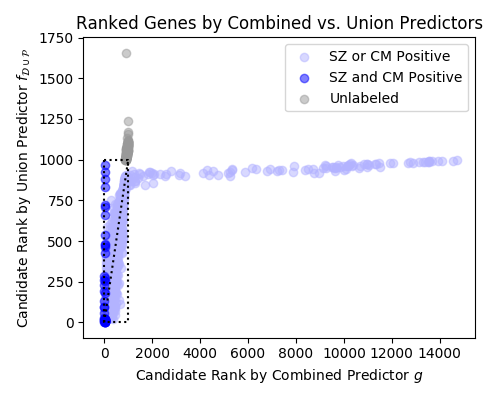 Ranked Genes by Combined vs. Union Predictors
Candidate Rank by Union Predictor f_{D∪P}
1750
1500
1250
1000
750
500
250
0
SZ or CM Positive
SZ and CM Positive
Unlabeled
0 2000 4000 6000 8000 10000 12000 14000
Candidate Rank by Combined Predictor g